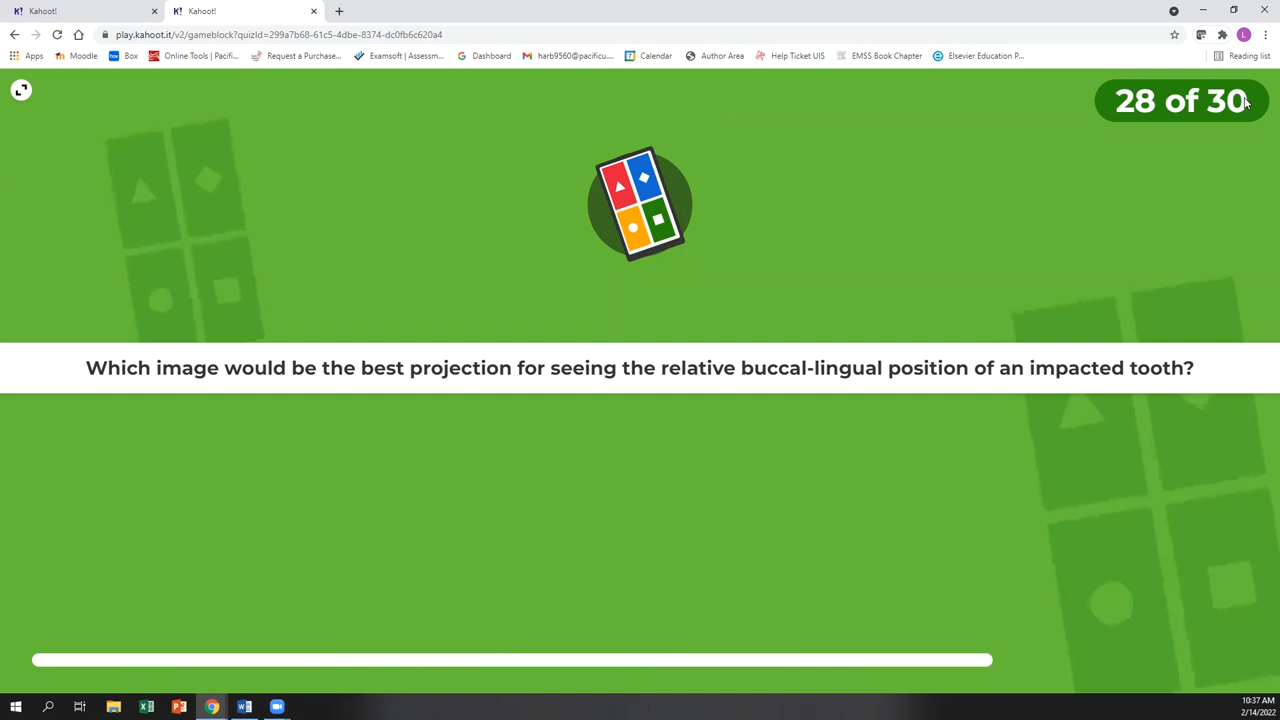 K! Kahoot!
K! Kahoot!
play.kahoot.it/v2/gameblock?quizId=299a7b68-61c5-4dbe-8374-dc0fb6c620a4
L
Apps Moodle Box Online Tools | Pacifi... Request a Purchase... Examsoft | Assessm... Dashboard harb9560@pacificu.... Calendar Author Area Help Ticket UIS EMSS Book Chapter Elsevier Education P... Reading list
28 of 30
Which image would be the best projection for seeing the relative buccal-lingual position of an impacted tooth?
10:37 AM
2/14/2022